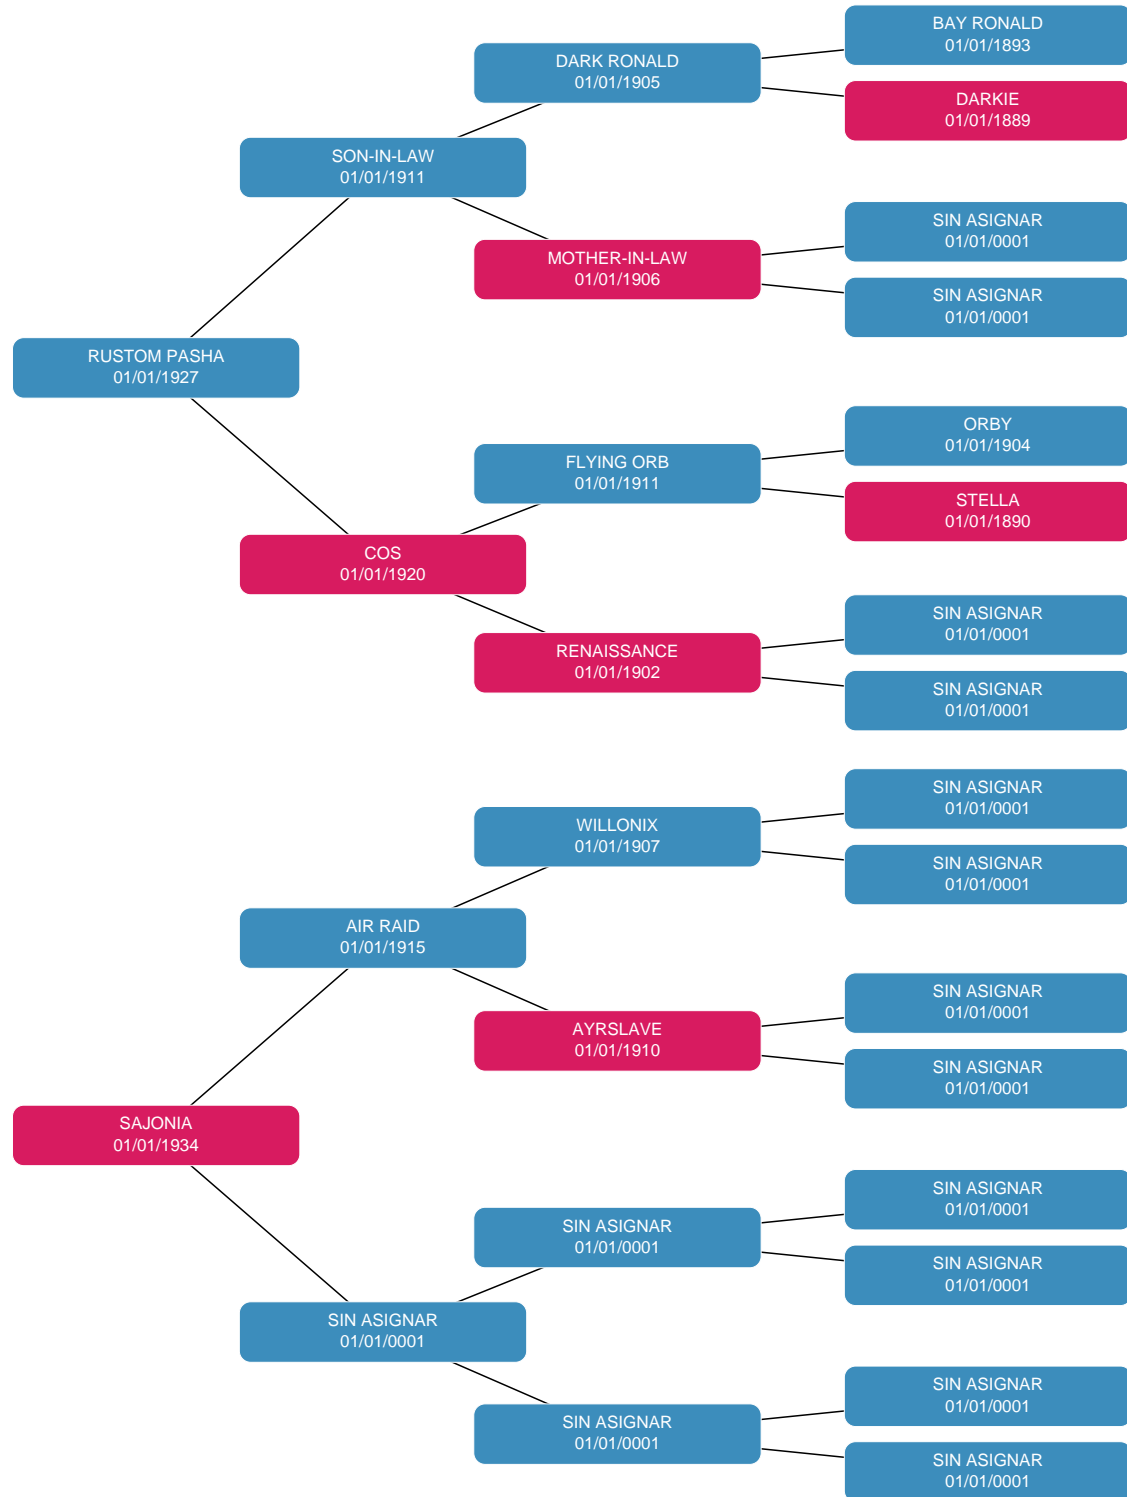 BAY RONALD
01/01/1893
DARK RONALD
01/01/1905
DARKIE
01/01/1889
SON-IN-LAW
01/01/1911
SIN ASIGNAR
01/01/0001
MOTHER-IN-LAW
01/01/1906
SIN ASIGNAR
01/01/0001
RUSTOM PASHA
01/01/1927
ORBY
01/01/1904
FLYING ORB
01/01/1911
STELLA
01/01/1890
COS
01/01/1920
SIN ASIGNAR
01/01/0001
RENAISSANCE
01/01/1902
SIN ASIGNAR
01/01/0001
SIN ASIGNAR
01/01/0001
WILLONIX
01/01/1907
SIN ASIGNAR
01/01/0001
AIR RAID
01/01/1915
SIN ASIGNAR
01/01/0001
AYRSLAVE
01/01/1910
SIN ASIGNAR
01/01/0001
SAJONIA
01/01/1934
SIN ASIGNAR
01/01/0001
SIN ASIGNAR
01/01/0001
SIN ASIGNAR
01/01/0001
SIN ASIGNAR
01/01/0001
SIN ASIGNAR
01/01/0001
SIN ASIGNAR
01/01/0001
SIN ASIGNAR
01/01/0001